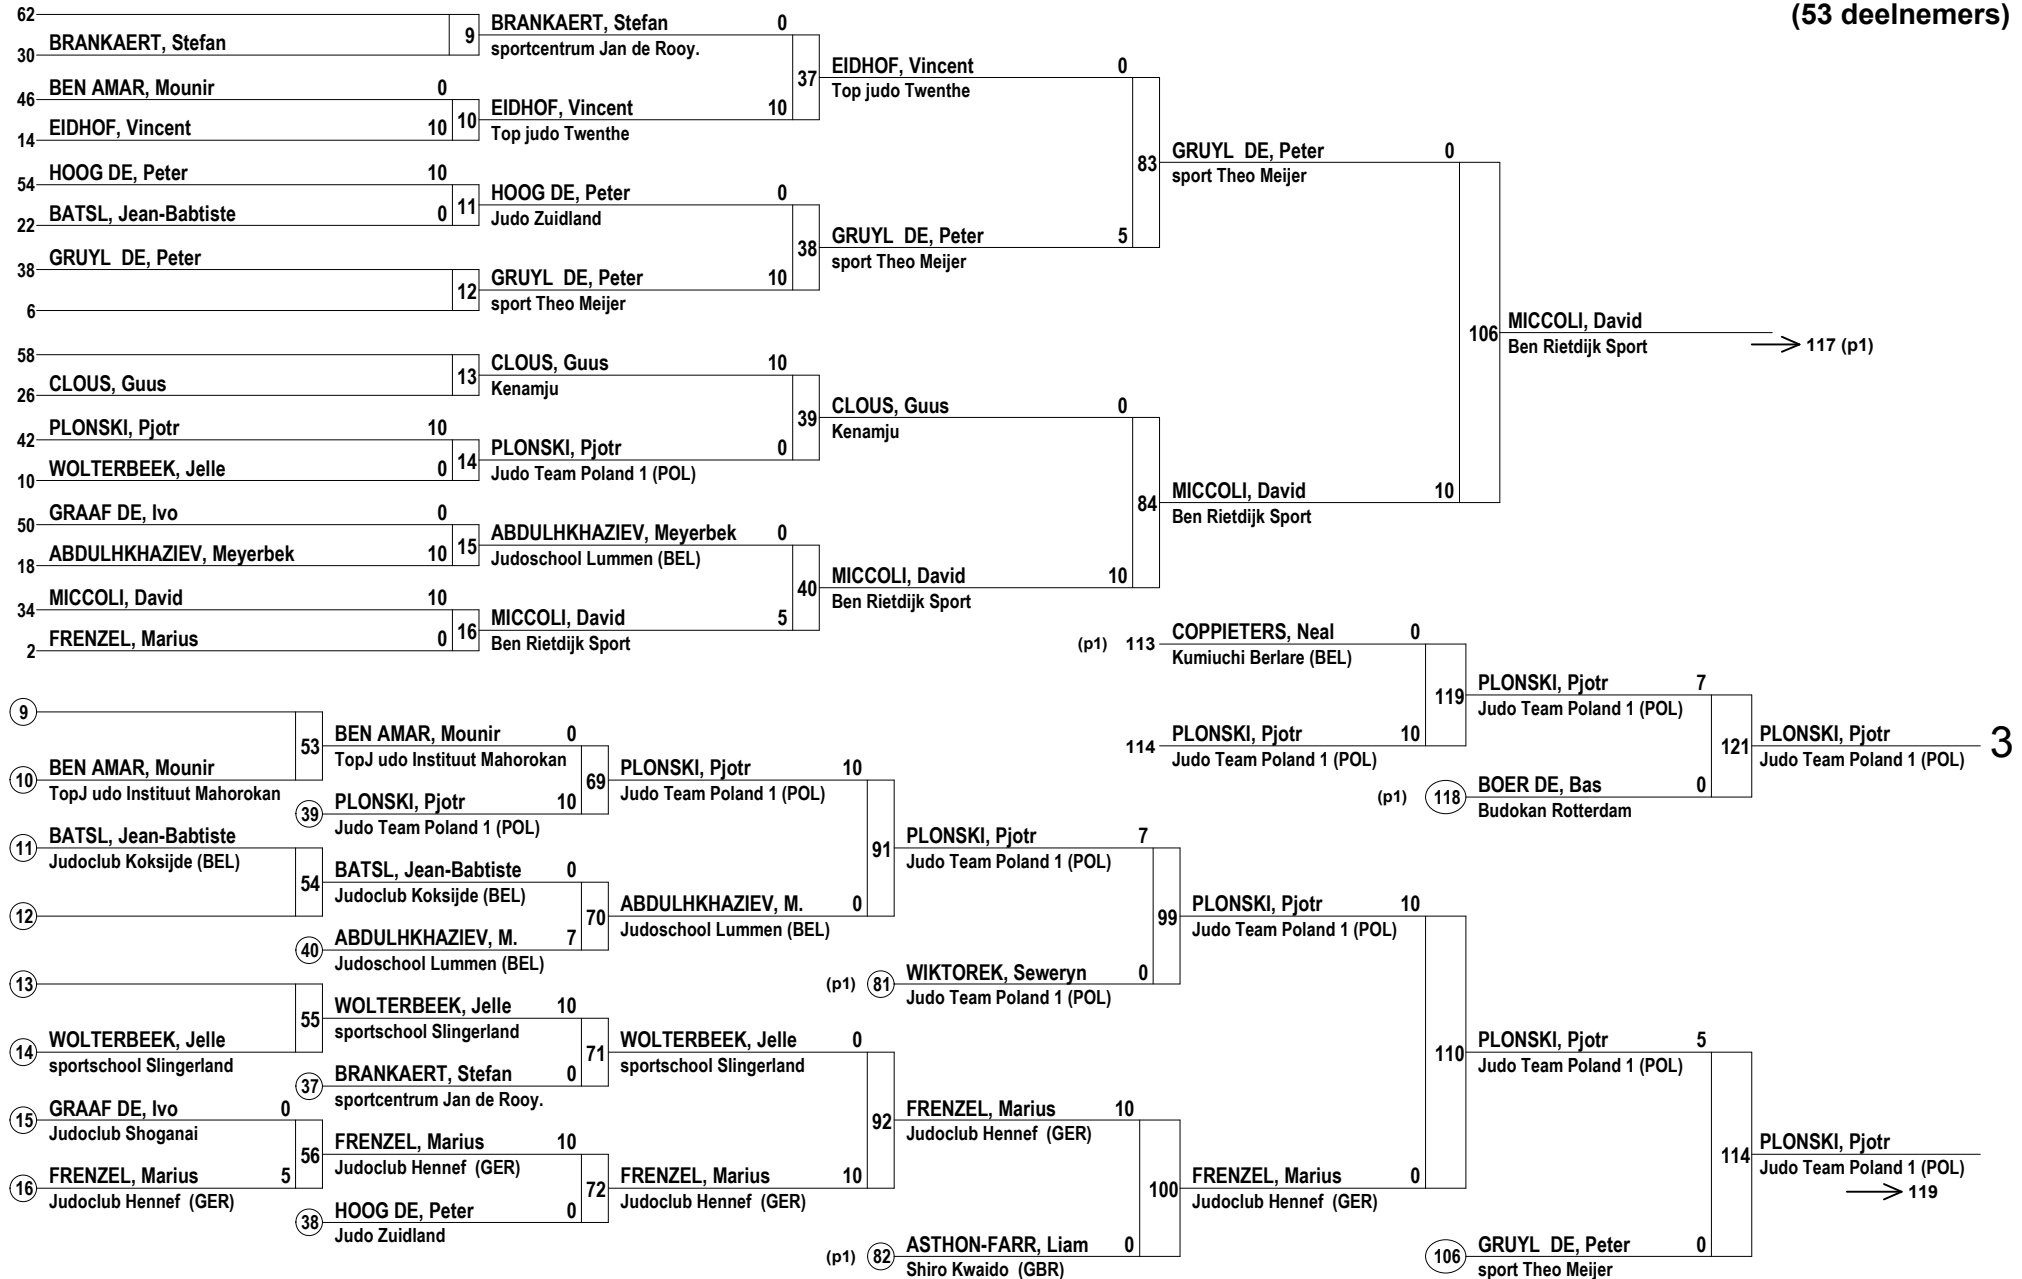 (53 deelnemers)
62
BRANKAERT, Stefan
30
9
BRANKAERT, Stefan 0
sportcentrum Jan de Rooy.
BEN AMAR, Mounir 0
46
EIDHOF, Vincent 10
14
10
EIDHOF, Vincent 10
Top judo Twenthe
37
EIDHOF, Vincent 0
Top judo Twenthe
HOOG DE, Peter 10
54
BATSL, Jean-Babtiste 0
22
11
HOOG DE, Peter 0
Judo Zuidland
GRUYL  DE, Peter
38
6
12
GRUYL  DE, Peter 10
sport Theo Meijer
38
GRUYL  DE, Peter 5
sport Theo Meijer
83
GRUYL  DE, Peter 0
sport Theo Meijer
58
CLOUS, Guus
26
13
CLOUS, Guus 10
Kenamju
PLONSKI, Pjotr 10
42
WOLTERBEEK, Jelle 0
10
14
PLONSKI, Pjotr 0
Judo Team Poland 1 (POL)
39
CLOUS, Guus 0
Kenamju
GRAAF DE, Ivo 0
50
ABDULHKHAZIEV, Meyerbek 10
18
15
ABDULHKHAZIEV, Meyerbek 0
Judoschool Lummen (BEL)
MICCOLI, David 10
34
FRENZEL, Marius 0
2
16
MICCOLI, David 5
Ben Rietdijk Sport
40
MICCOLI, David 10
Ben Rietdijk Sport
84
MICCOLI, David 10
Ben Rietdijk Sport
106
MICCOLI, David
Ben Rietdijk Sport
117 (p1)
(p1) 113
COPPIETERS, Neal 0
Kumiuchi Berlare (BEL)
114
PLONSKI, Pjotr 10
Judo Team Poland 1 (POL)
119
PLONSKI, Pjotr 7
Judo Team Poland 1 (POL)
(p1) 118
BOER DE, Bas 0
Budokan Rotterdam
121
PLONSKI, Pjotr
Judo Team Poland 1 (POL)
3
9
10
BEN AMAR, Mounir
TopJ udo Instituut Mahorokan
53
BEN AMAR, Mounir 0
TopJ udo Instituut Mahorokan
39
PLONSKI, Pjotr 10
Judo Team Poland 1 (POL)
69
PLONSKI, Pjotr 10
Judo Team Poland 1 (POL)
11
BATSL, Jean-Babtiste
Judoclub Koksijde (BEL)
12
54
BATSL, Jean-Babtiste 0
Judoclub Koksijde (BEL)
40
ABDULHKHAZIEV, M. 7
Judoschool Lummen (BEL)
70
ABDULHKHAZIEV, M. 0
Judoschool Lummen (BEL)
91
PLONSKI, Pjotr 7
Judo Team Poland 1 (POL)
(p1) 81
WIKTOREK, Seweryn 0
Judo Team Poland 1 (POL)
99
PLONSKI, Pjotr 10
Judo Team Poland 1 (POL)
13
14
WOLTERBEEK, Jelle
sportschool Slingerland
55
WOLTERBEEK, Jelle 10
sportschool Slingerland
37
BRANKAERT, Stefan 0
sportcentrum Jan de Rooy.
71
WOLTERBEEK, Jelle 0
sportschool Slingerland
15
GRAAF DE, Ivo 0
Judoclub Shoganai
16
FRENZEL, Marius 5
Judoclub Hennef  (GER)
56
FRENZEL, Marius 10
Judoclub Hennef  (GER)
38
HOOG DE, Peter 0
Judo Zuidland
72
FRENZEL, Marius 10
Judoclub Hennef  (GER)
92
FRENZEL, Marius 10
Judoclub Hennef  (GER)
(p1) 82
ASTHON-FARR, Liam 0
Shiro Kwaido  (GBR)
100
FRENZEL, Marius 0
Judoclub Hennef  (GER)
110
PLONSKI, Pjotr 5
Judo Team Poland 1 (POL)
106
GRUYL  DE, Peter 0
sport Theo Meijer
114
PLONSKI, Pjotr
Judo Team Poland 1 (POL)
119